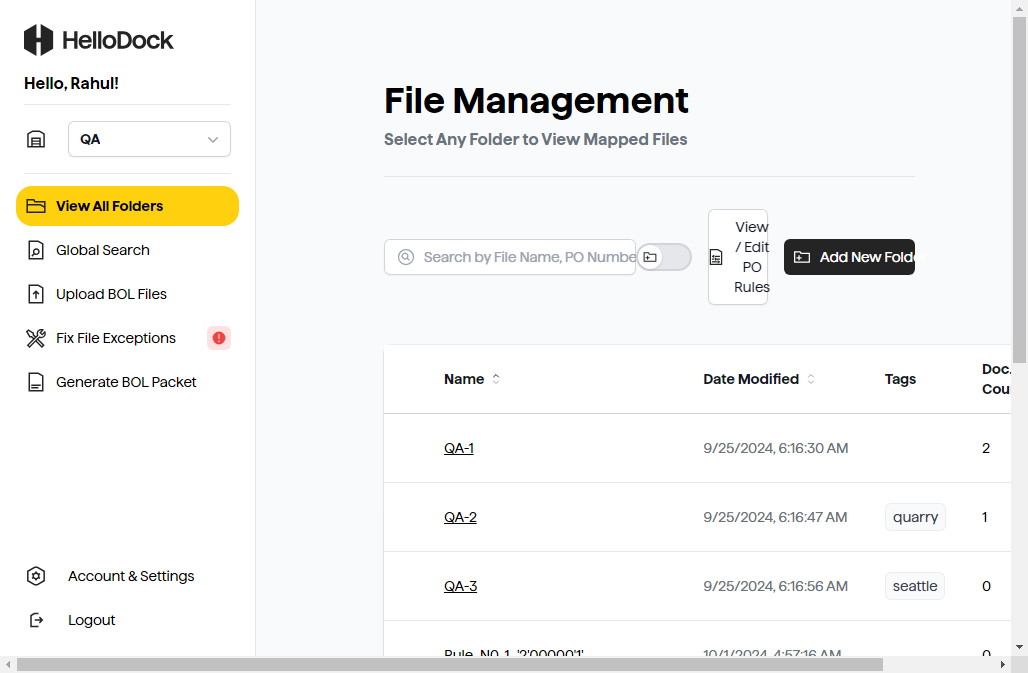 HelloDock
Hello, Rahul!
QA
View All Folders
Global Search
Upload BOL Files
Fix File Exceptions
Generate BOL Packet
Account & Settings
Logout
File Management
Select Any Folder to View Mapped Files
Search by File Name, PO Numbe
View
/ Edit
PO
Rules
Add New Folde
Name
Date Modified
Tags
Doc.
Cou
QA-1
9/25/2024, 6:16:30 AM
2
QA-2
9/25/2024, 6:16:47 AM
quarry
1
QA-3
9/25/2024, 6:16:56 AM
seattle
0
Rule_N0_1_'2'00000'1'
10/1/2024, 4:57:16 AM
0